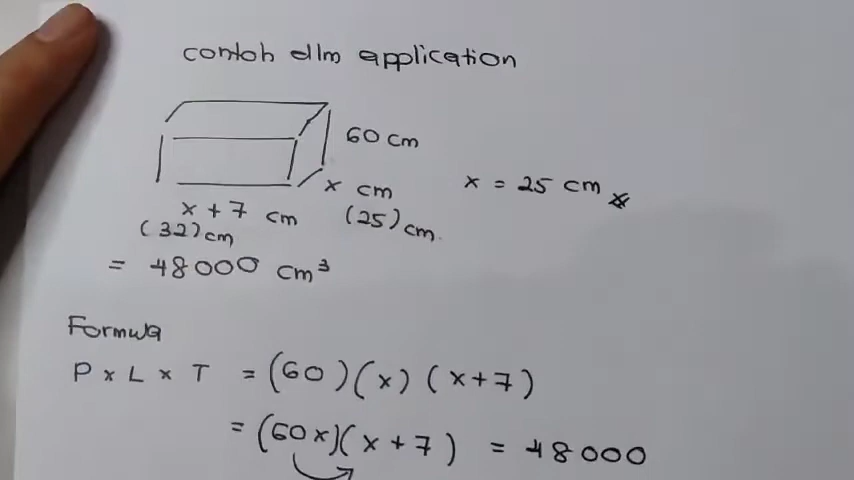 contoh dlm application
60 cm
x cm
x = 25 cm
x + 7 cm
(25) cm
(32) cm
= 48000 cm³
Formula
P x L x T = (60)(x) (x+7)
= (60x)(x + 7) = 48000